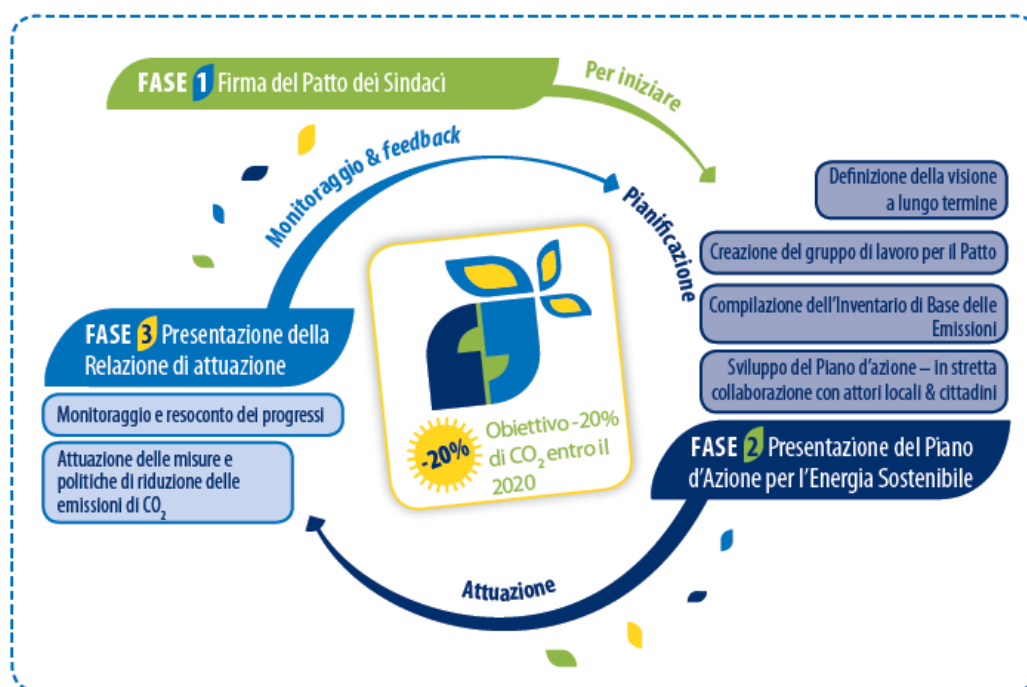 FASE 1 Firma del Patto dei Sindaci
Per iniziare
Monitoraggio & feedback
Pianificazione
Definizione della visione
a lungo termine
Creazione del gruppo di lavoro per il Patto
Compilazione dell'Inventario di Base delle
Emissioni
Sviluppo del Piano d'azione – in stretta
collaborazione con attori locali & cittadini
FASE 2 Presentazione del Piano
d'Azione per l'Energia Sostenibile
Attuazione
FASE 3 Presentazione della
Relazione di attuazione
Monitoraggio e resoconto dei progressi
Attuazione delle misure e
politiche di riduzione delle
emissioni di CO₂
-20%
Obiettivo -20%
di CO₂ entro il
2020